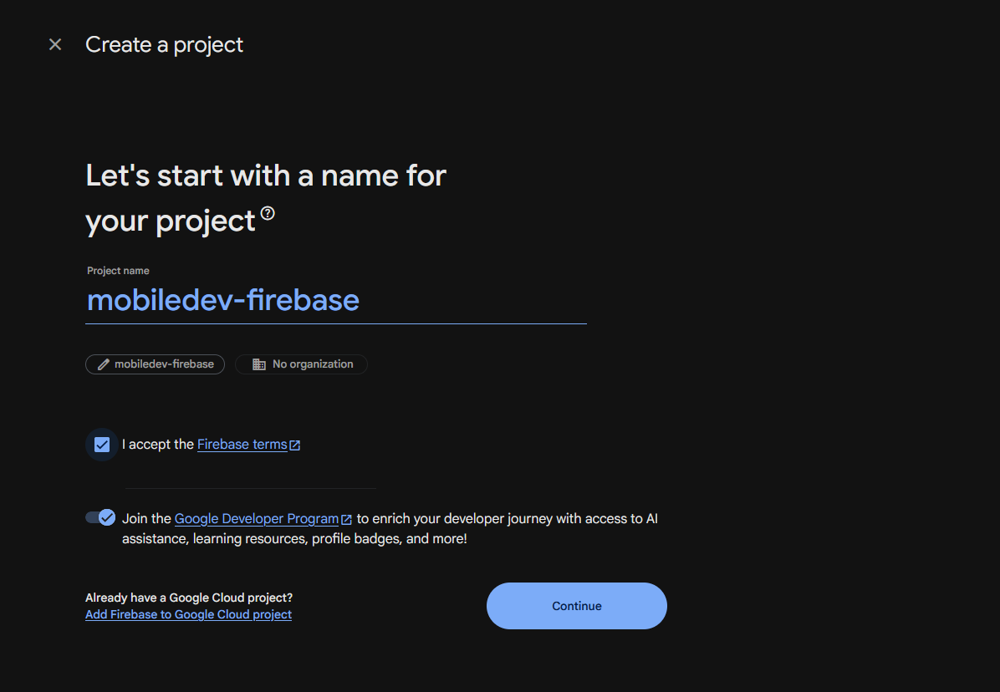 Create a project
Let's start with a name for
your project
Project name
mobiledev-firebase
mobiledev-firebase
No organization
I accept the Firebase terms
Join the Google Developer Program to enrich your developer journey with access to AI
assistance, learning resources, profile badges, and more!
Already have a Google Cloud project?
Add Firebase to Google Cloud project
Continue